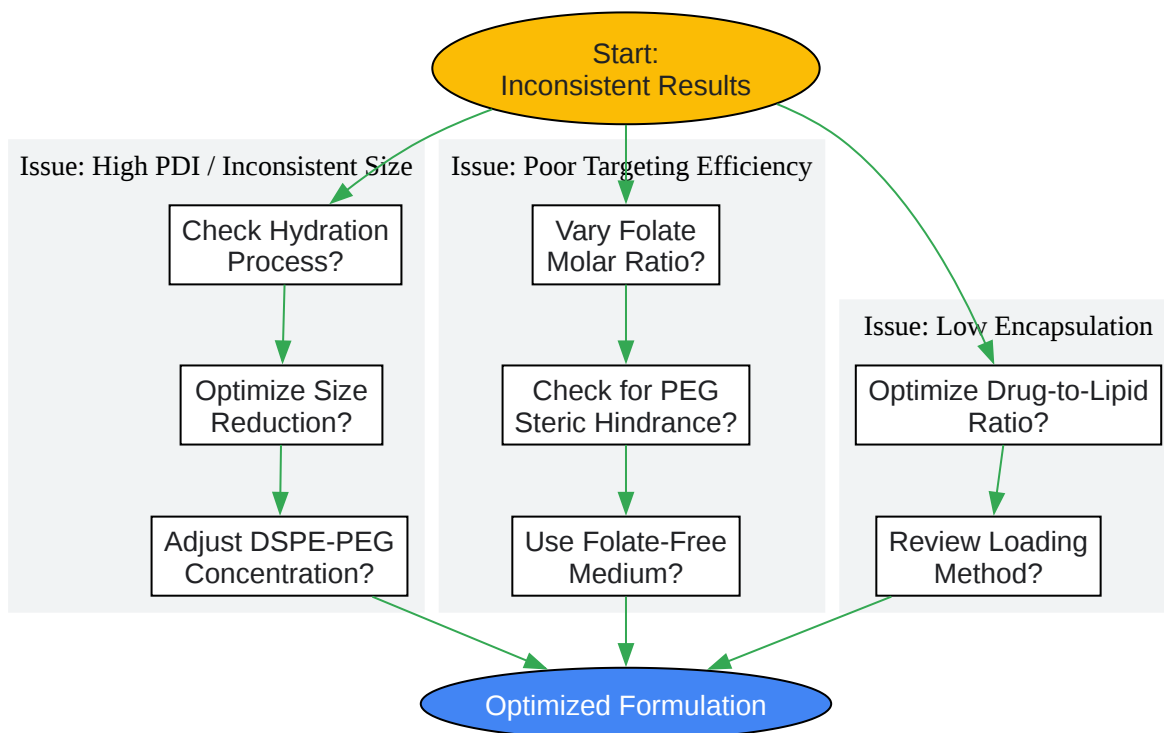 Start:
Inconsistent Results
Issue: High PDI / Inconsistent Size
Check Hydration
Process?
Optimize Size
Reduction?
Adjust DSPE-PEG
Concentration?
Issue: Poor Targeting Efficiency
Vary Folate
Molar Ratio?
Check for PEG
Steric Hindrance?
Use Folate-Free
Medium?
Issue: Low Encapsulation
Optimize Drug-to-Lipid
Ratio?
Review Loading
Method?
Optimized Formulation